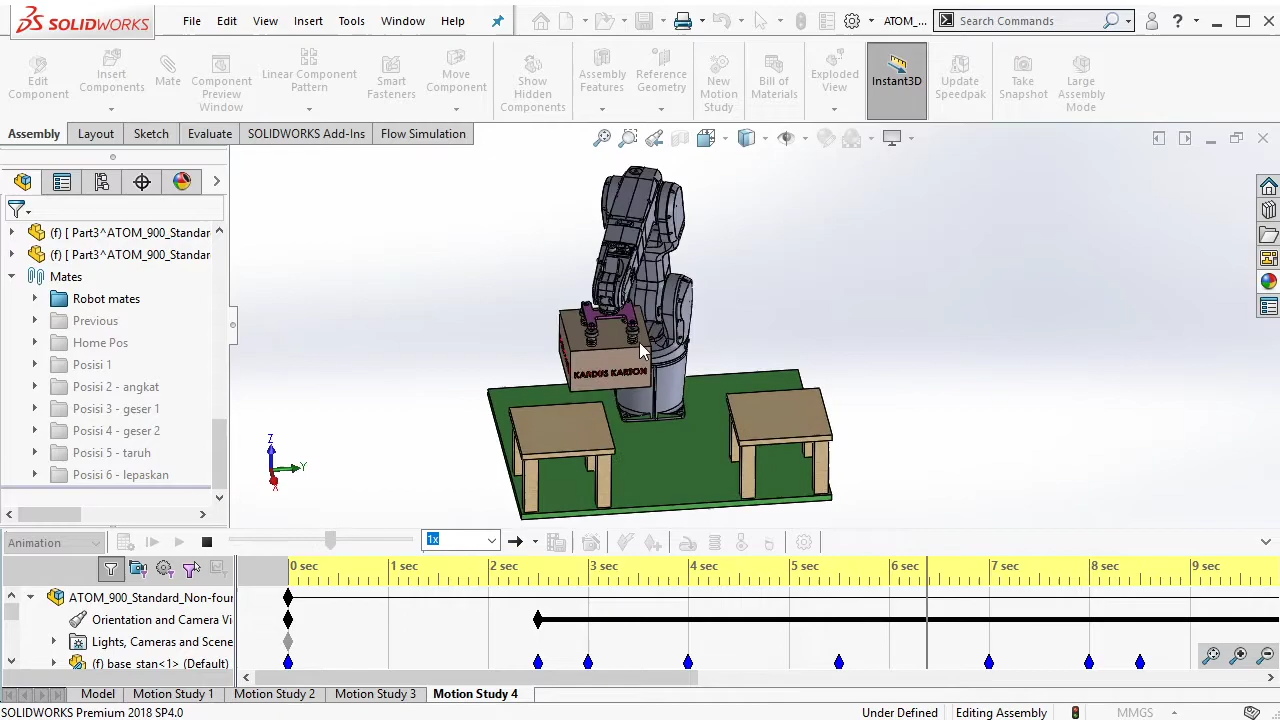 SOLIDWORKS File Edit View Insert Tools Window Help ATOM_... Search Commands ?
Edit Component Insert Components Mate Component Preview Window Linear Component Pattern Smart Fasteners Move Component Show Hidden Components Assembly Features Reference Geometry New Motion Study Bill of Materials Exploded View Instant3D Update Speedpak Take Snapshot Large Assembly Mode
Assembly Layout Sketch Evaluate SOLIDWORKS Add-Ins Flow Simulation
(f) [ Part3^ATOM_900_Standar
(f) [ Part3^ATOM_900_Standar
Mates
Robot mates
Previous
Home Pos
Posisi 1
Posisi 2 - angkat
Posisi 3 - geser 1
Posisi 4 - geser 2
Posisi 5 - taruh
Posisi 6 - lepaskan
KARDUS KARTON
Z
Y
X
Animation 1x
0 sec 1 sec 2 sec 3 sec 4 sec 5 sec 6 sec 7 sec 8 sec 9 sec
ATOM_900_Standard_Non-four
Orientation and Camera Vi
Lights, Cameras and Scene
(f) base_stan<1> (Default)
Model Motion Study 1 Motion Study 2 Motion Study 3 Motion Study 4
SOLIDWORKS Premium 2018 SP4.0 Under Defined Editing Assembly MMGS